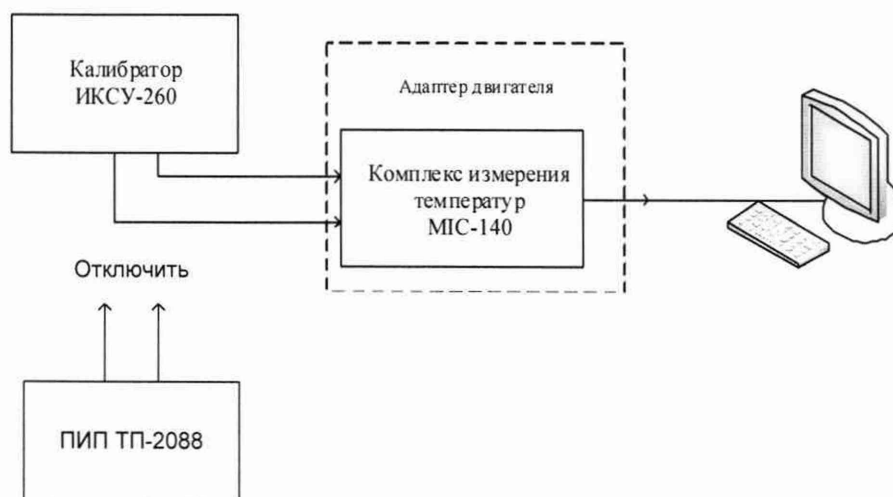 Калибратор
ИКСУ-260
Адаптер двигателя
Комплекс измерения
температур
MIC-140
Отключить
ПИП ТП-2088